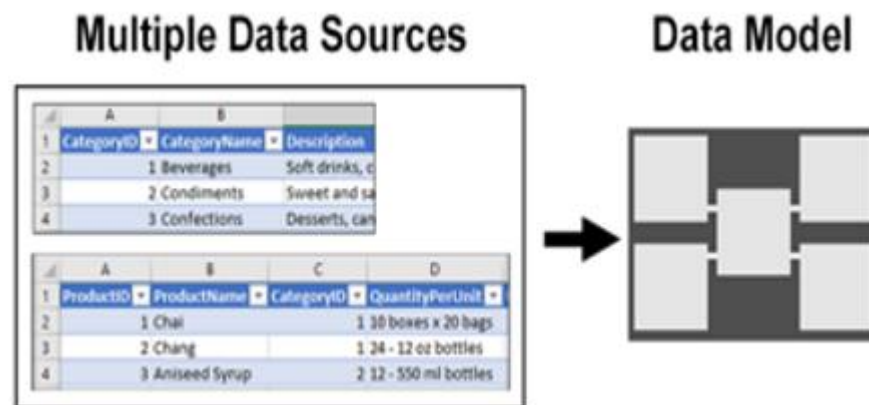 Multiple Data Sources
Data Model
A B
1 CategoryID CategoryName Description
2 1 Beverages Soft drinks, c
3 2 Condiments Sweet and sa
4 3 Confections Desserts, can
A B C D
1 ProductID ProductName CategoryID QuantityPerUnit
2 1 Chai 1 10 boxes x 20 bags
3 2 Chang 1 24 - 12 oz bottles
4 3 Aniseed Syrup 2 12 - 550 ml bottles